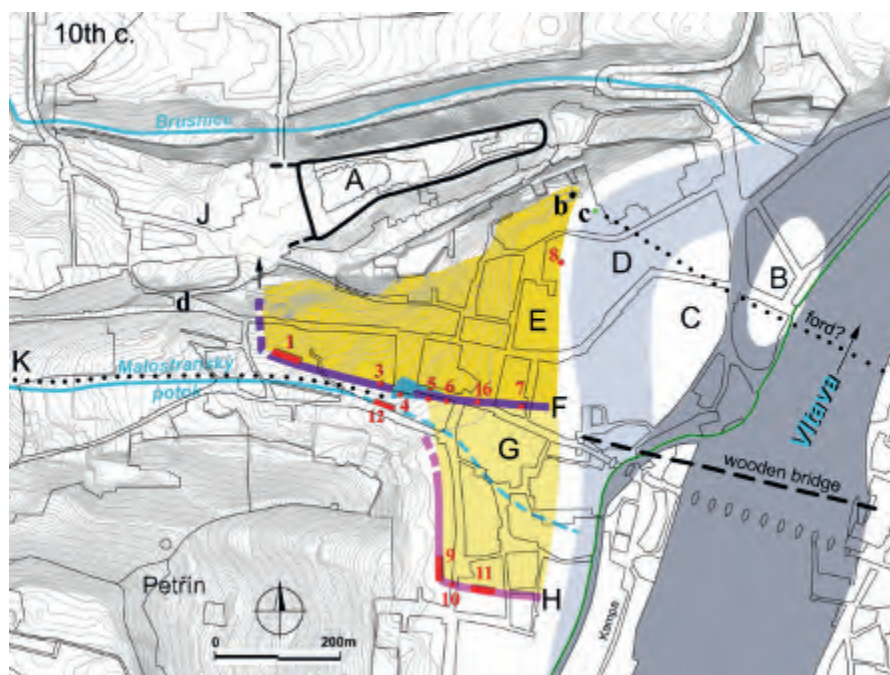 10th c.
Brusnice
A
b
c
J
8
D
B
d
E
C
ford?
K
Malostranský
potok
1
3
4
5
6
16
7
F
12
Vltava
G
wooden bridge
9
11
10
H
Petřín
Kampa
0
200m